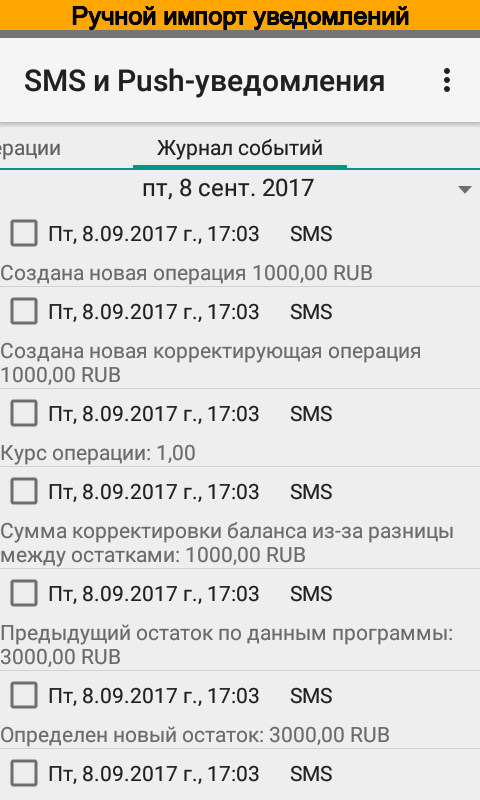 Ручной импорт уведомлений
SMS и Push-уведомления
ерации
Журнал событий
пт, 8 сент. 2017
Пт, 8.09.2017 г., 17:03 SMS
Создана новая операция 1000,00 RUB
Пт, 8.09.2017 г., 17:03 SMS
Создана новая корректирующая операция
1000,00 RUB
Пт, 8.09.2017 г., 17:03 SMS
Курс операции: 1,00
Пт, 8.09.2017 г., 17:03 SMS
Сумма корректировки баланса из-за разницы
между остатками: 1000,00 RUB
Пт, 8.09.2017 г., 17:03 SMS
Предыдущий остаток по данным программы:
3000,00 RUB
Пт, 8.09.2017 г., 17:03 SMS
Определен новый остаток: 3000,00 RUB
Пт, 8.09.2017 г., 17:03 SMS